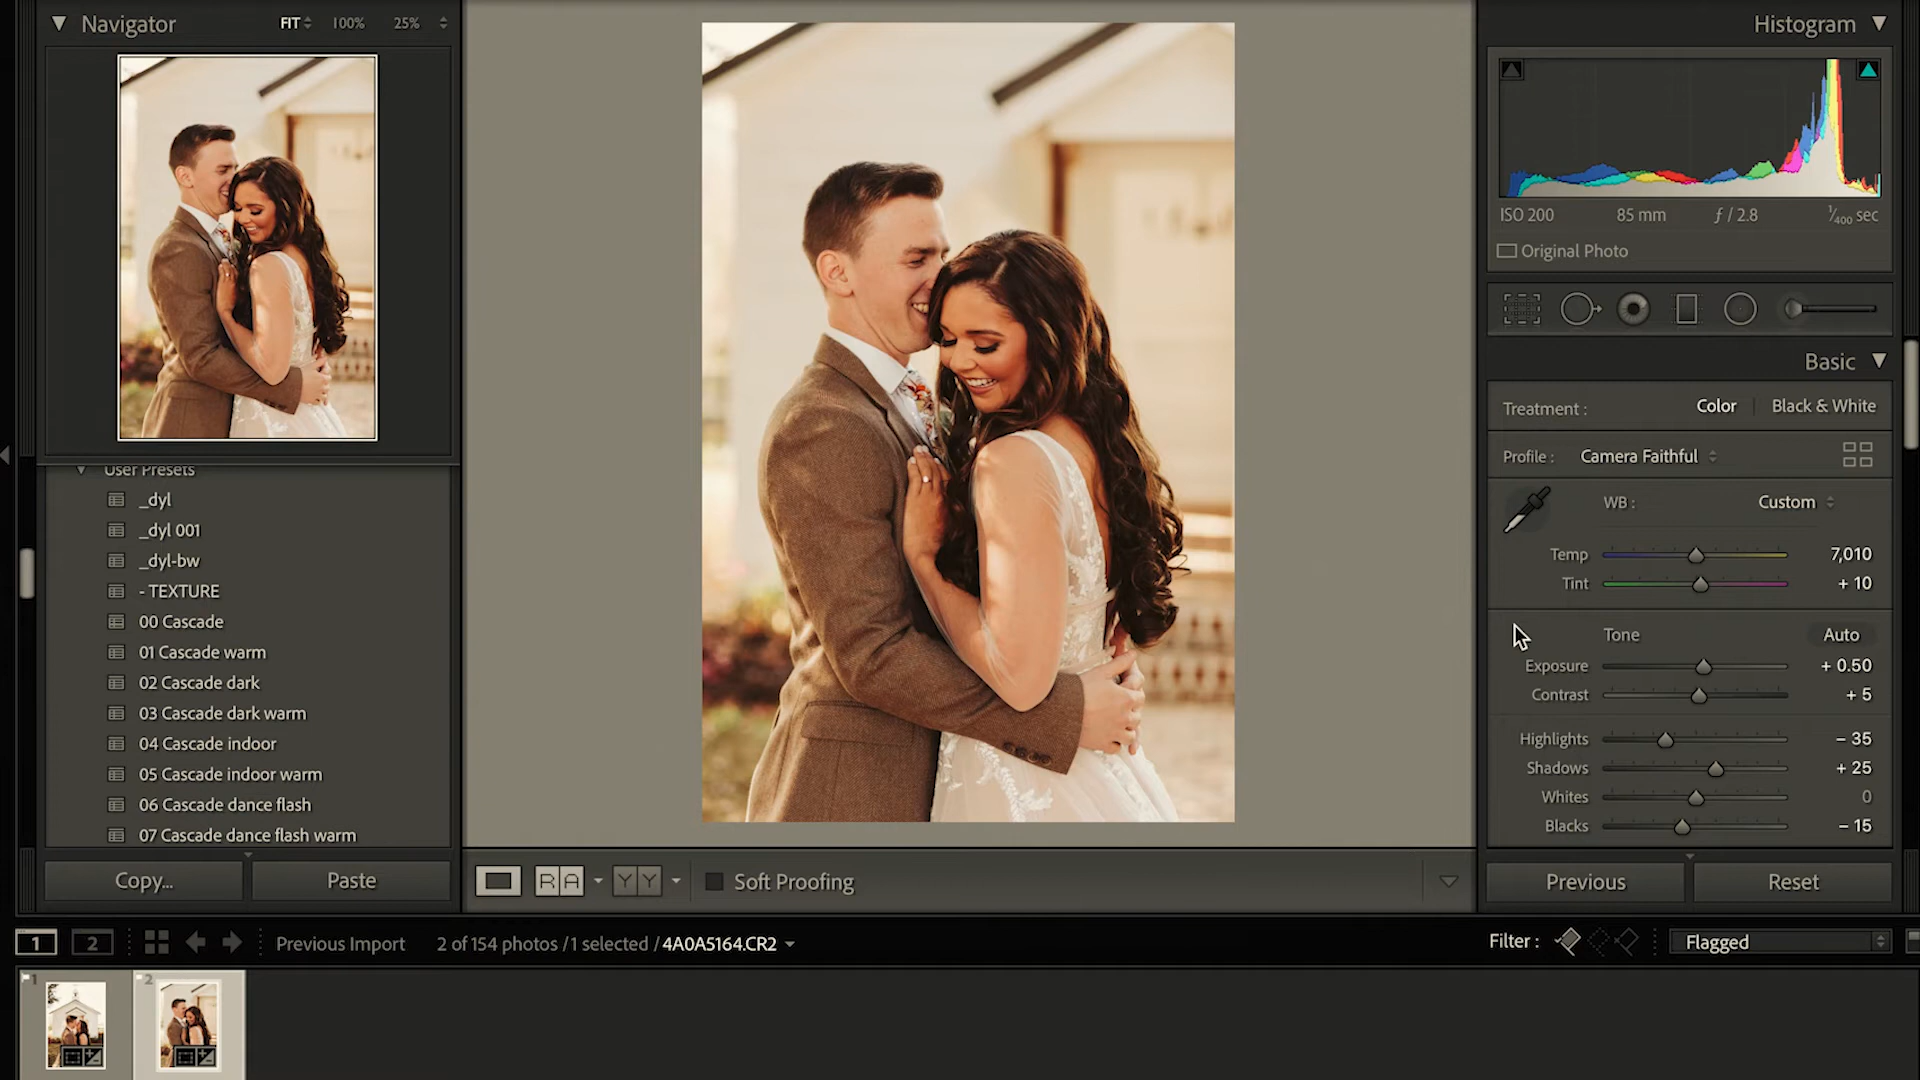 Navigator FIT 100% 25%
User Presets
_dyl
_dyl 001
_dyl-bw
- TEXTURE
00 Cascade
01 Cascade warm
02 Cascade dark
03 Cascade dark warm
04 Cascade indoor
05 Cascade indoor warm
06 Cascade dance flash
07 Cascade dance flash warm
Copy... Paste
RA YY Soft Proofing
Histogram
ISO 200 85 mm ƒ / 2.8 1/400 sec
Original Photo
Basic
Treatment : Color Black & White
Profile : Camera Faithful
WB : Custom
Temp 7,010
Tint + 10
Tone Auto
Exposure + 0.50
Contrast + 5
Highlights – 35
Shadows + 25
Whites 0
Blacks – 15
Previous Reset
1 2 Previous Import 2 of 154 photos /1 selected /4A0A5164.CR2 Filter : Flagged
1 2